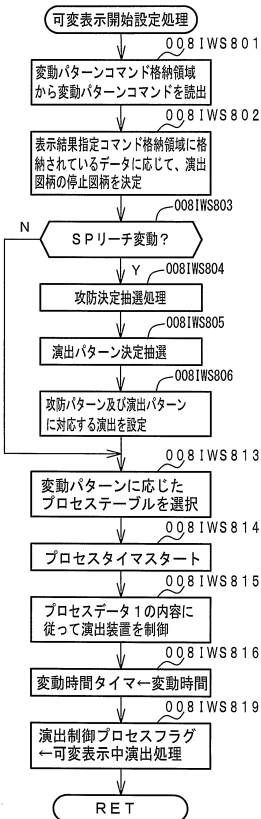 可変表示開始設定処理
008IWS801
変動パターンコマンド格納領域
から変動パターンコマンドを読出
008IWS802
表示結果指定コマンド格納領域に格
納されているデータに応じて、演出
図柄の停止図柄を決定
008IWS803
N
SPリーチ変動?
Y
008IWS804
攻防決定抽選処理
008IWS805
演出パターン決定抽選
008IWS806
攻防パターン及び演出パターン
に対応する演出を設定
008IWS813
変動パターンに応じた
プロセステーブルを選択
008IWS814
プロセスタイマスタート
008IWS815
プロセスデータ1の内容に
従って演出装置を制御
008IWS816
変動時間タイマ←変動時間
008IWS819
演出制御プロセスフラグ
←可変表示中演出処理
RET